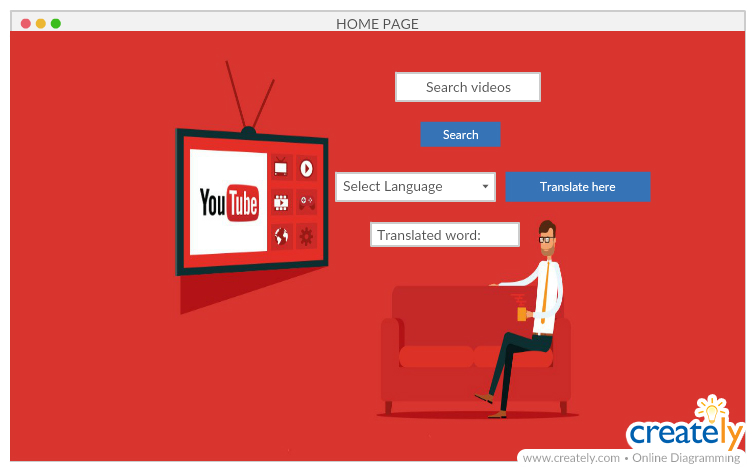 HOME PAGE
Search videos
Search
Select Language
Translate here
YouTube
Translated word:
creately
www.creately.com • Online Diagramming